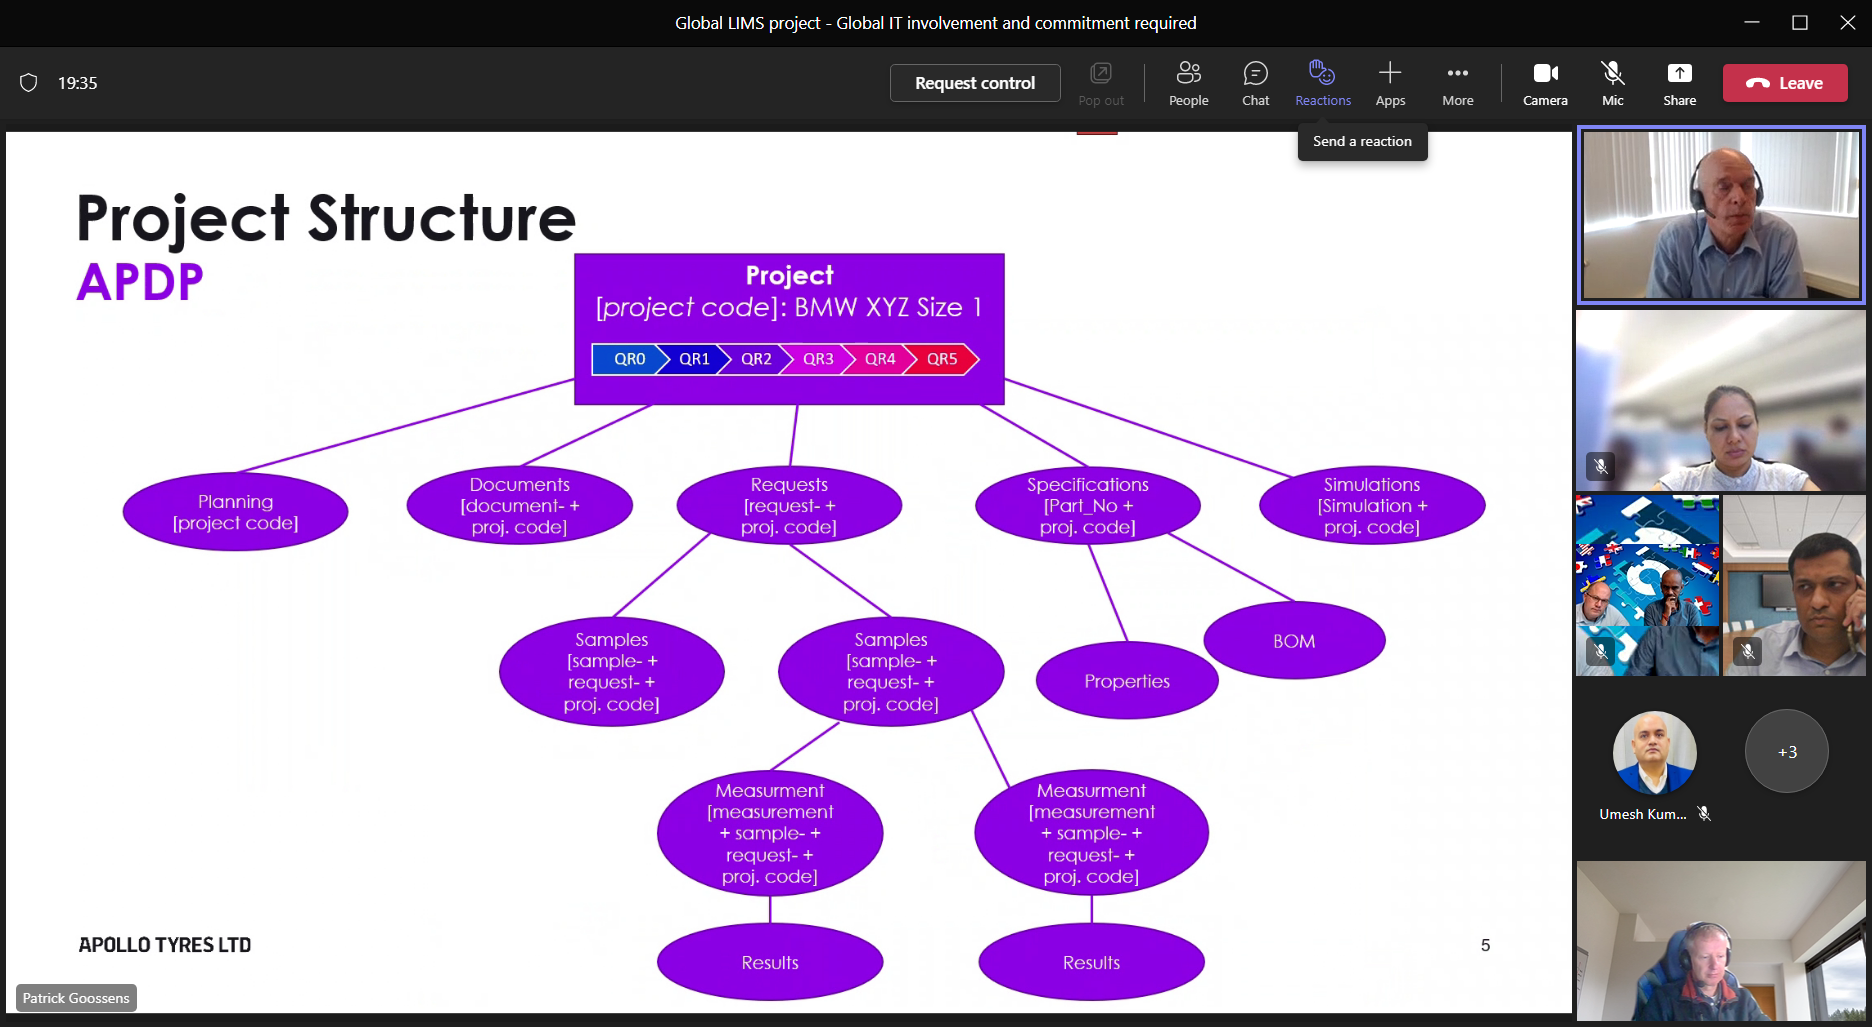 Global LIMS project - Global IT involvement and commitment required
19:35
Request control
Pop out
People
Chat
Reactions
Apps
More
Camera
Mic
Share
Leave
Send a reaction
Project Structure
APDP
Project
[project code]: BMW XYZ Size 1
QR0 QR1 QR2 QR3 QR4 QR5
Planning
[project code]
Documents
[document- +
proj. code]
Requests
[request- +
proj. code]
Specifications
[Part_No +
proj. code]
Simulations
[Simulation +
proj. code]
Samples
[sample- +
request- +
proj. code]
Samples
[sample- +
request- +
proj. code]
Properties
BOM
Measurment
[measurement
+ sample- +
request- +
proj. code]
Measurment
[measurement
+ sample- +
request- +
proj. code]
Results
Results
APOLLO TYRES LTD
5
Patrick Goossens
+3
Umesh Kum...